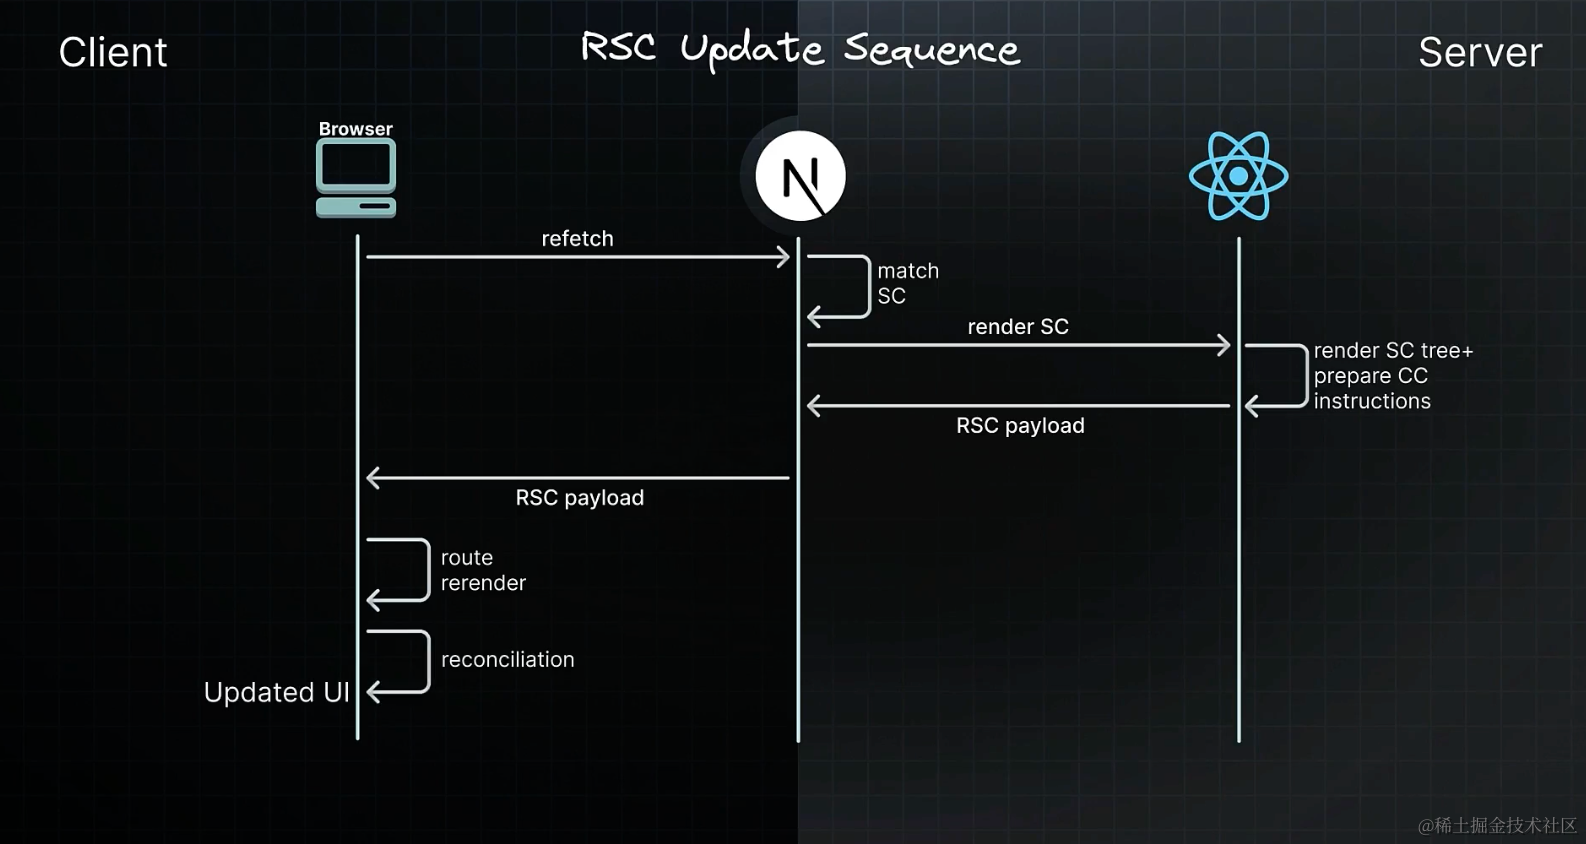 Client
RSC Update Sequence
Server
Browser
N
refetch
match
SC
render SC
render SC tree+
prepare CC
instructions
RSC payload
RSC payload
route
rerender
reconciliation
Updated UI
@稀土掘金技术社区